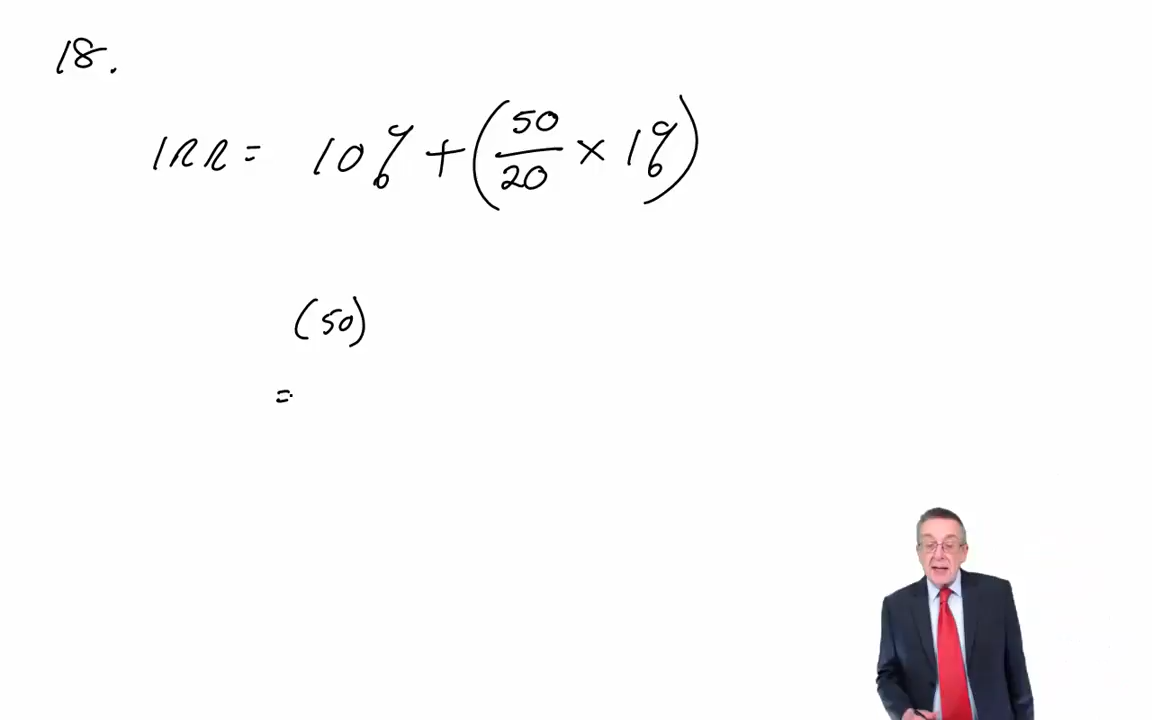 18.
IRR = 10% + (50/20 × 1%)
(50)
=